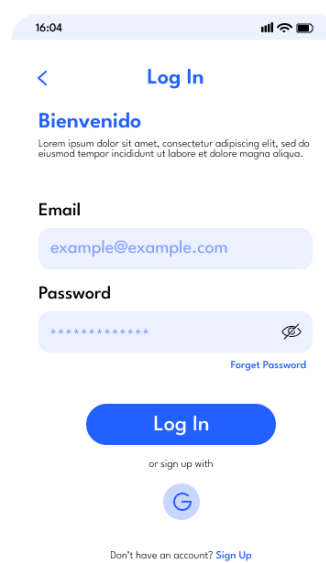 16:04
Log In
Bienvenido
Lorem ipsum dolor sit amet, consectetur adipiscing elit, sed do
eiusmod tempor incididunt ut labore et dolore magna aliqua.
Email
example@example.com
Password
*************
Forget Password
Log In
or sign up with
G
Don't have an account? Sign Up